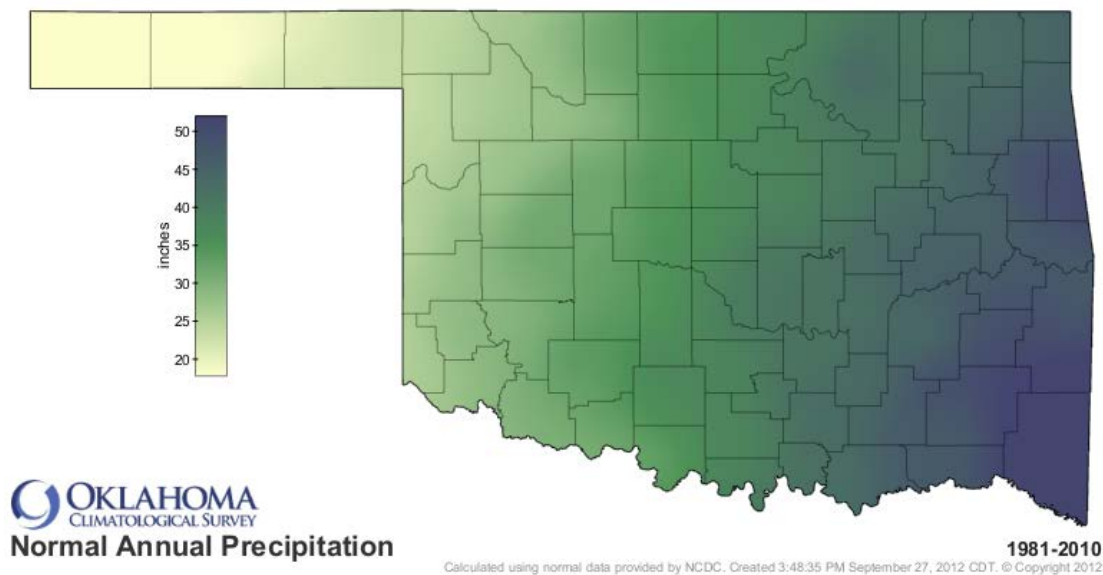 50
45
40
35
30
25
20
inches
OKLAHOMA
CLIMATOLOGICAL SURVEY
Normal Annual Precipitation
1981-2010
Calculated using normal data provided by NCDC. Created 3:48:35 PM September 27, 2012 CDT. © Copyright 2012